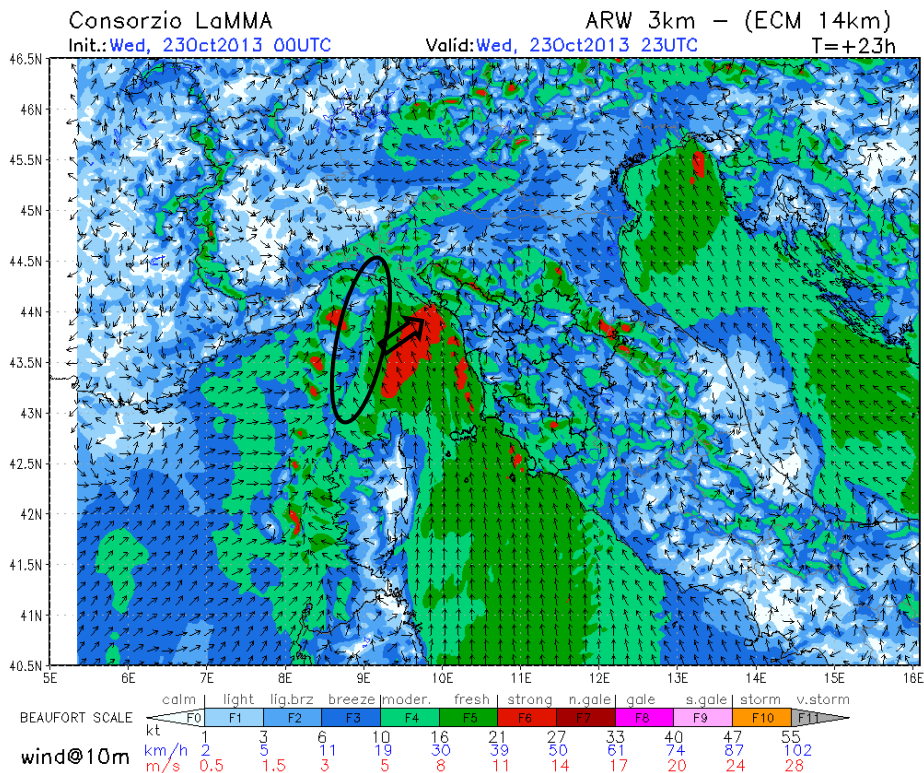 Consorzio LaMMA ARW 3km – (ECM 14km)
Init.:Wed, 23Oct2013 00UTC Valid:Wed, 23Oct2013 23UTC T=+23h
46.5N
46N
45.5N
45N
44.5N
44N
43.5N
43N
42.5N
42N
41.5N
41N
40.5N
5E 6E 7E 8E 9E 10E 11E 12E 13E 14E 15E 16E
calm light lig.brz breeze moder. fresh strong n.gale gale s.gale storm v.storm
BEAUFORT SCALE F0 F1 F2 F3 F4 F5 F6 F7 F8 F9 F10 F11
kt 1 3 6 10 16 21 27 33 40 47 55
km/h 2 5 11 19 30 39 50 61 74 87 102
wind@10m m/s 0.5 1.5 3 5 8 11 14 17 20 24 28